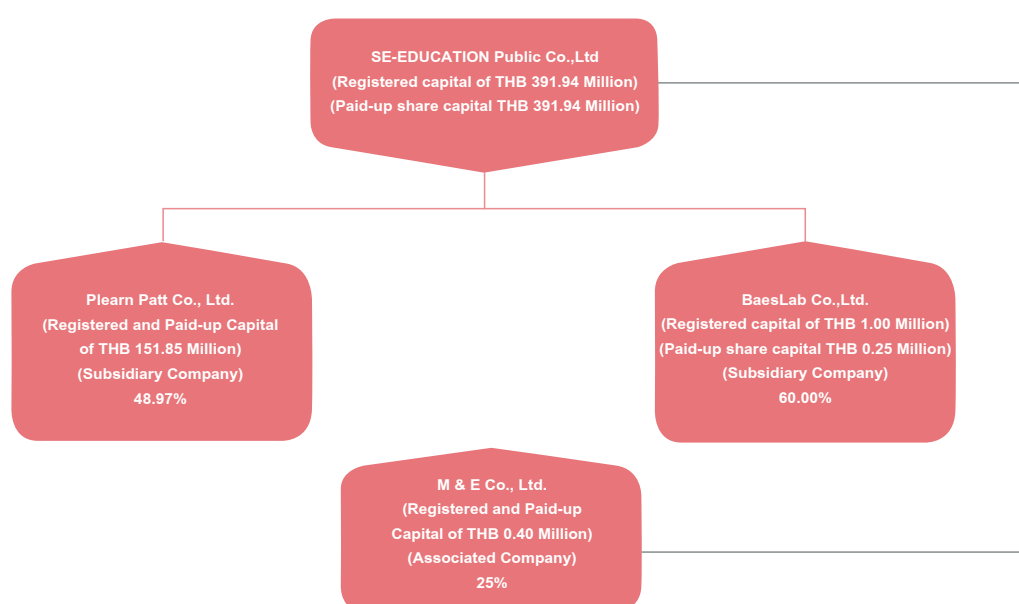 SE-EDUCATION Public Co.,Ltd
(Registered capital of THB 391.94 Million)
(Paid-up share capital THB 391.94 Million)
Plearn Patt Co., Ltd.
(Registered and Paid-up Capital
of THB 151.85 Million)
(Subsidiary Company)
48.97%
BaesLab Co.,Ltd.
(Registered capital of THB 1.00 Million)
(Paid-up share capital THB 0.25 Million)
(Subsidiary Company)
60.00%
M & E Co., Ltd.
(Registered and Paid-up
Capital of THB 0.40 Million)
(Associated Company)
25%